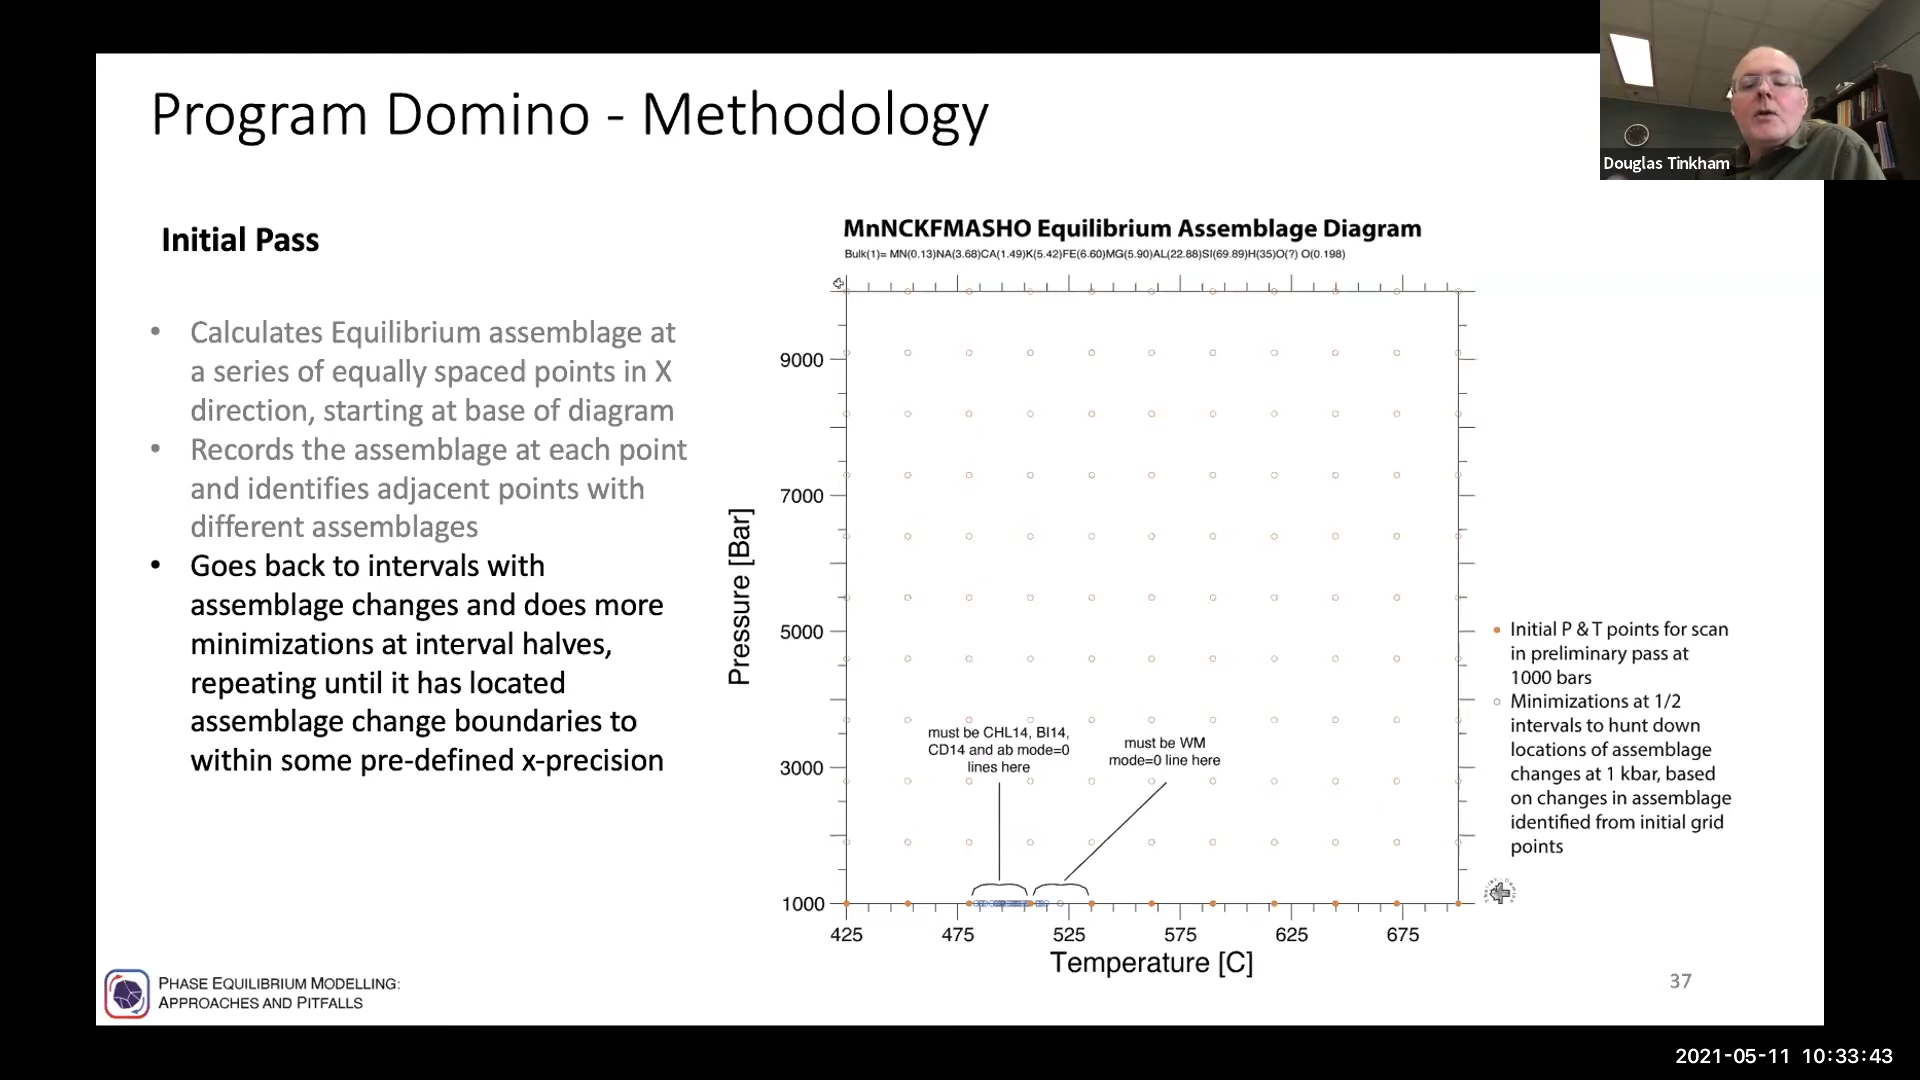 Program Domino - Methodology
Douglas Tinkham
Initial Pass
• Calculates Equilibrium assemblage at
a series of equally spaced points in X
direction, starting at base of diagram
• Records the assemblage at each point
and identifies adjacent points with
different assemblages
• Goes back to intervals with
assemblage changes and does more
minimizations at interval halves,
repeating until it has located
assemblage change boundaries to
within some pre-defined x-precision
MnNCKFMASHO Equilibrium Assemblage Diagram
Bulk(1)= MN(0.13)NA(3.68)CA(1.49)K(5.42)FE(6.60)MG(5.90)AL(22.88)SI(69.89)H(35)O(?) O(0.198)
Pressure [Bar]
9000
7000
5000
3000
1000
must be CHL14, BI14,
CD14 and ab mode=0
lines here
must be WM
mode=0 line here
425 475 525 575 625 675
Temperature [C]
Initial P & T points for scan
in preliminary pass at
1000 bars
Minimizations at 1/2
intervals to hunt down
locations of assemblage
changes at 1 kbar, based
on changes in assemblage
identified from initial grid
points
PHASE EQUILIBRIUM MODELLING:
APPROACHES AND PITFALLS
37
2021-05-11 10:33:43